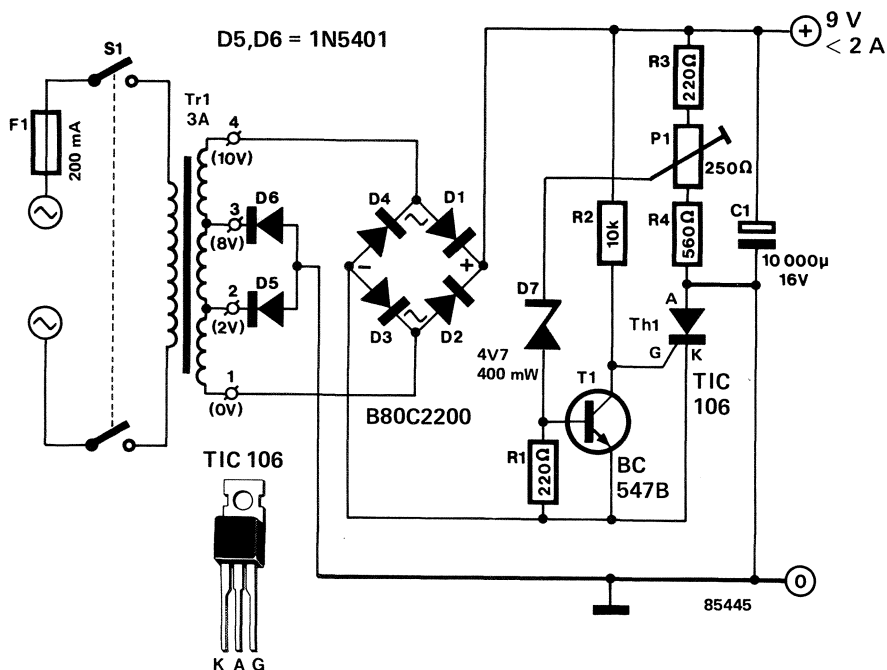 D5,D6 = 1N5401
S1
F1
200 mA
Tr1
3A
4
(10V)
3
(8V)
2
(2V)
1
(0V)
D6
D5
D4
D1
D3
D2
-
+
B80C2200
D7
4V7
400 mW
R1
220Ω
T1
BC
547B
R2
10k
R3
220Ω
P1
250Ω
R4
560Ω
C1
10 000µ
16V
A
Th1
G
K
TIC
106
+
9 V
< 2 A
0
85445
TIC 106
K A G